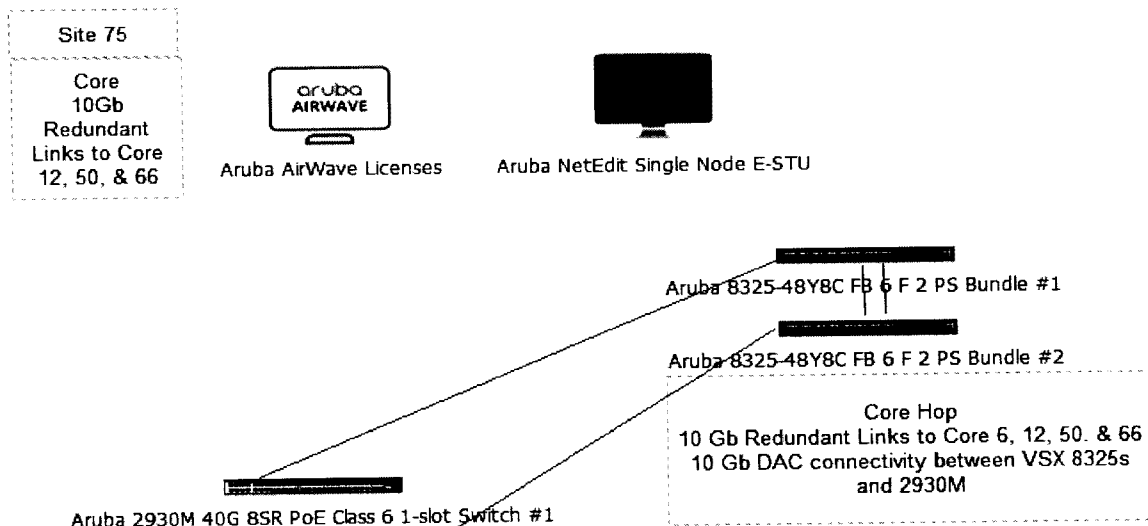 Site 75
Core
10Gb
Redundant
Links to Core
12, 50, & 66
aruba
AIRWAVE
Aruba AirWave Licenses
Aruba NetEdit Single Node E-STU
Aruba 8325-48Y8C FB 6 F 2 PS Bundle #1
Aruba 8325-48Y8C FB 6 F 2 PS Bundle #2
Core Hop
10 Gb Redundant Links to Core 6, 12, 50. & 66
10 Gb DAC connectivity between VSX 8325s
and 2930M
Aruba 2930M 40G 8SR PoE Class 6 1-slot Switch #1